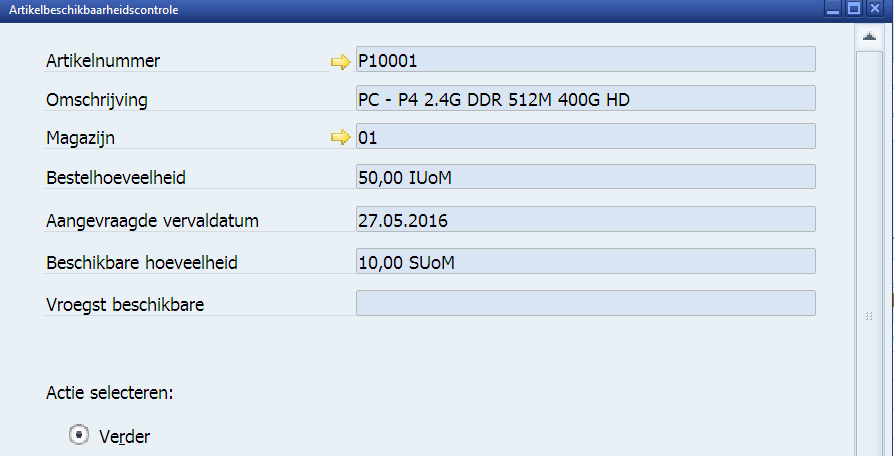 Artikelbeschikbaarheidscontrole
Artikelnummer P10001
Omschrijving PC - P4 2.4G DDR 512M 400G HD
Magazijn 01
Bestelhoeveelheid 50,00 IUoM
Aangevraagde vervaldatum 27.05.2016
Beschikbare hoeveelheid 10,00 SUoM
Vroegst beschikbare
Actie selecteren:
Verder